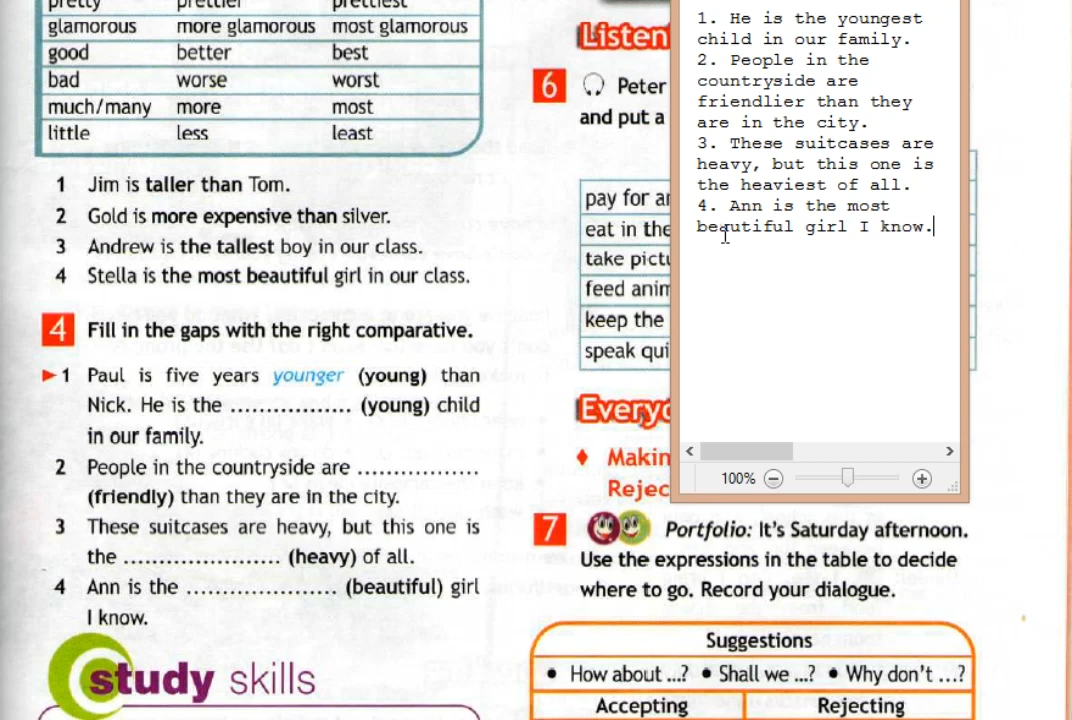 pretty prettier prettiest
glamorous more glamorous most glamorous
good better best
bad worse worst
much/many more most
little less least
1 Jim is taller than Tom.
2 Gold is more expensive than silver.
3 Andrew is the tallest boy in our class.
4 Stella is the most beautiful girl in our class.
4 Fill in the gaps with the right comparative.
1 Paul is five years younger (young) than
Nick. He is the ................. (young) child
in our family.
2 People in the countryside are .................
(friendly) than they are in the city.
3 These suitcases are heavy, but this one is
the ...................... (heavy) of all.
4 Ann is the ..................... (beautiful) girl
I know.
study skills
Listen
6 Peter
and put a
pay for
eat in the
take
feed
keep the
speak
Makin
Rejec
7 Portfolio: It's Saturday afternoon.
Use the expressions in the table to decide
where to go. Record your dialogue.
Suggestions
• How about ...? • Shall we ...? • Why don't ...?
Accepting Rejecting
1. He is the youngest
child in our family.
2. People in the
countryside are
friendlier than they
are in the city.
3. These suitcases are
heavy, but this one is
the heaviest of all.
4. Ann is the most
beautiful girl I know.
100%